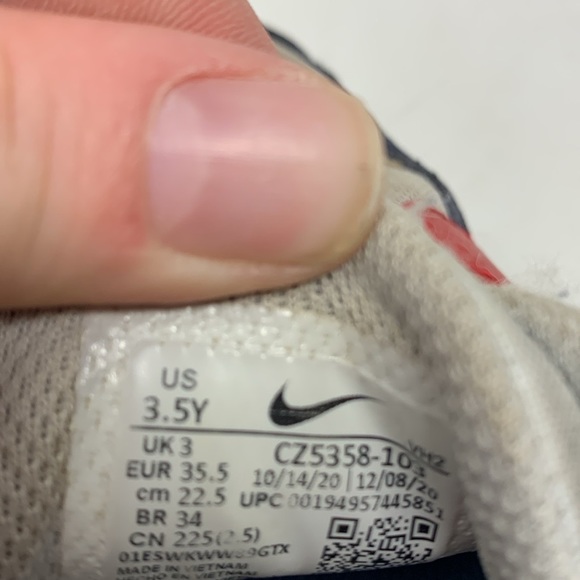 US
3.5Y
UK 3
EUR 35.5
cm 22.5
BR 34
CN 225(2.5)
VHZ
CZ5358-103
10/14/20 | 12/08/20
UPC 00194957445851
MADE IN VIETNAM